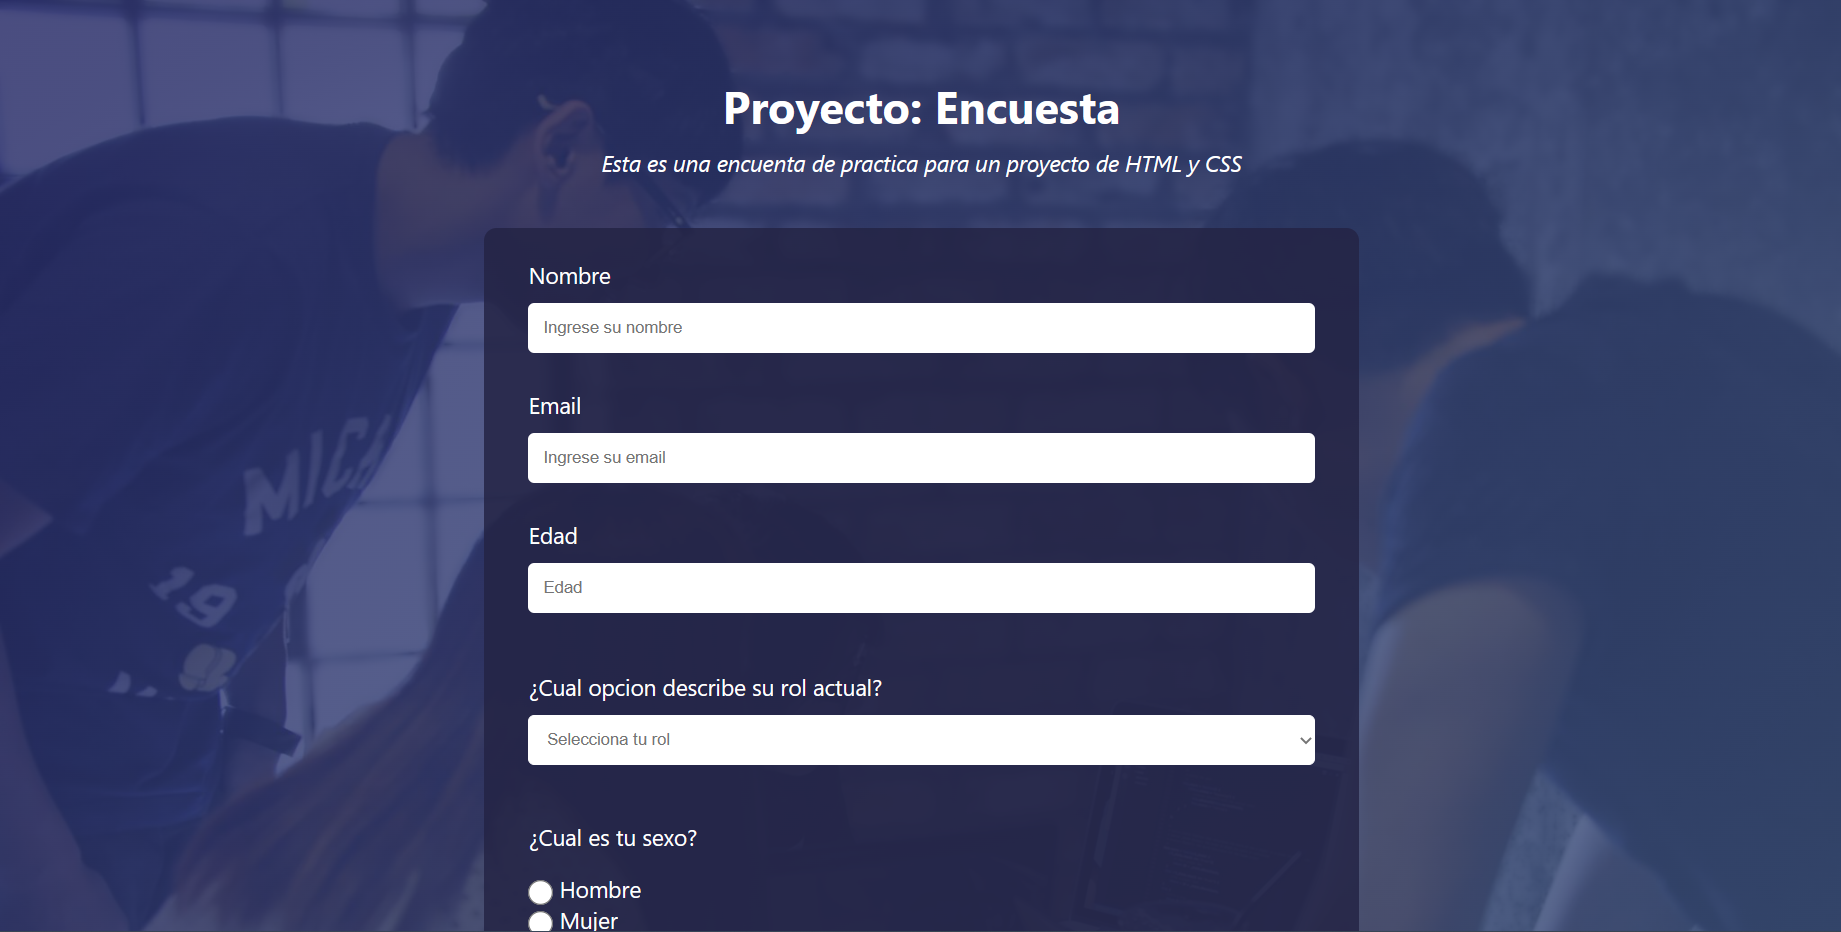 Proyecto: Encuesta
Esta es una encuenta de practica para un proyecto de HTML y CSS
Nombre
Ingrese su nombre
Email
Ingrese su email
Edad
Edad
¿Cual opcion describe su rol actual?
Selecciona tu rol
¿Cual es tu sexo?
Hombre
Mujer
MICH
19